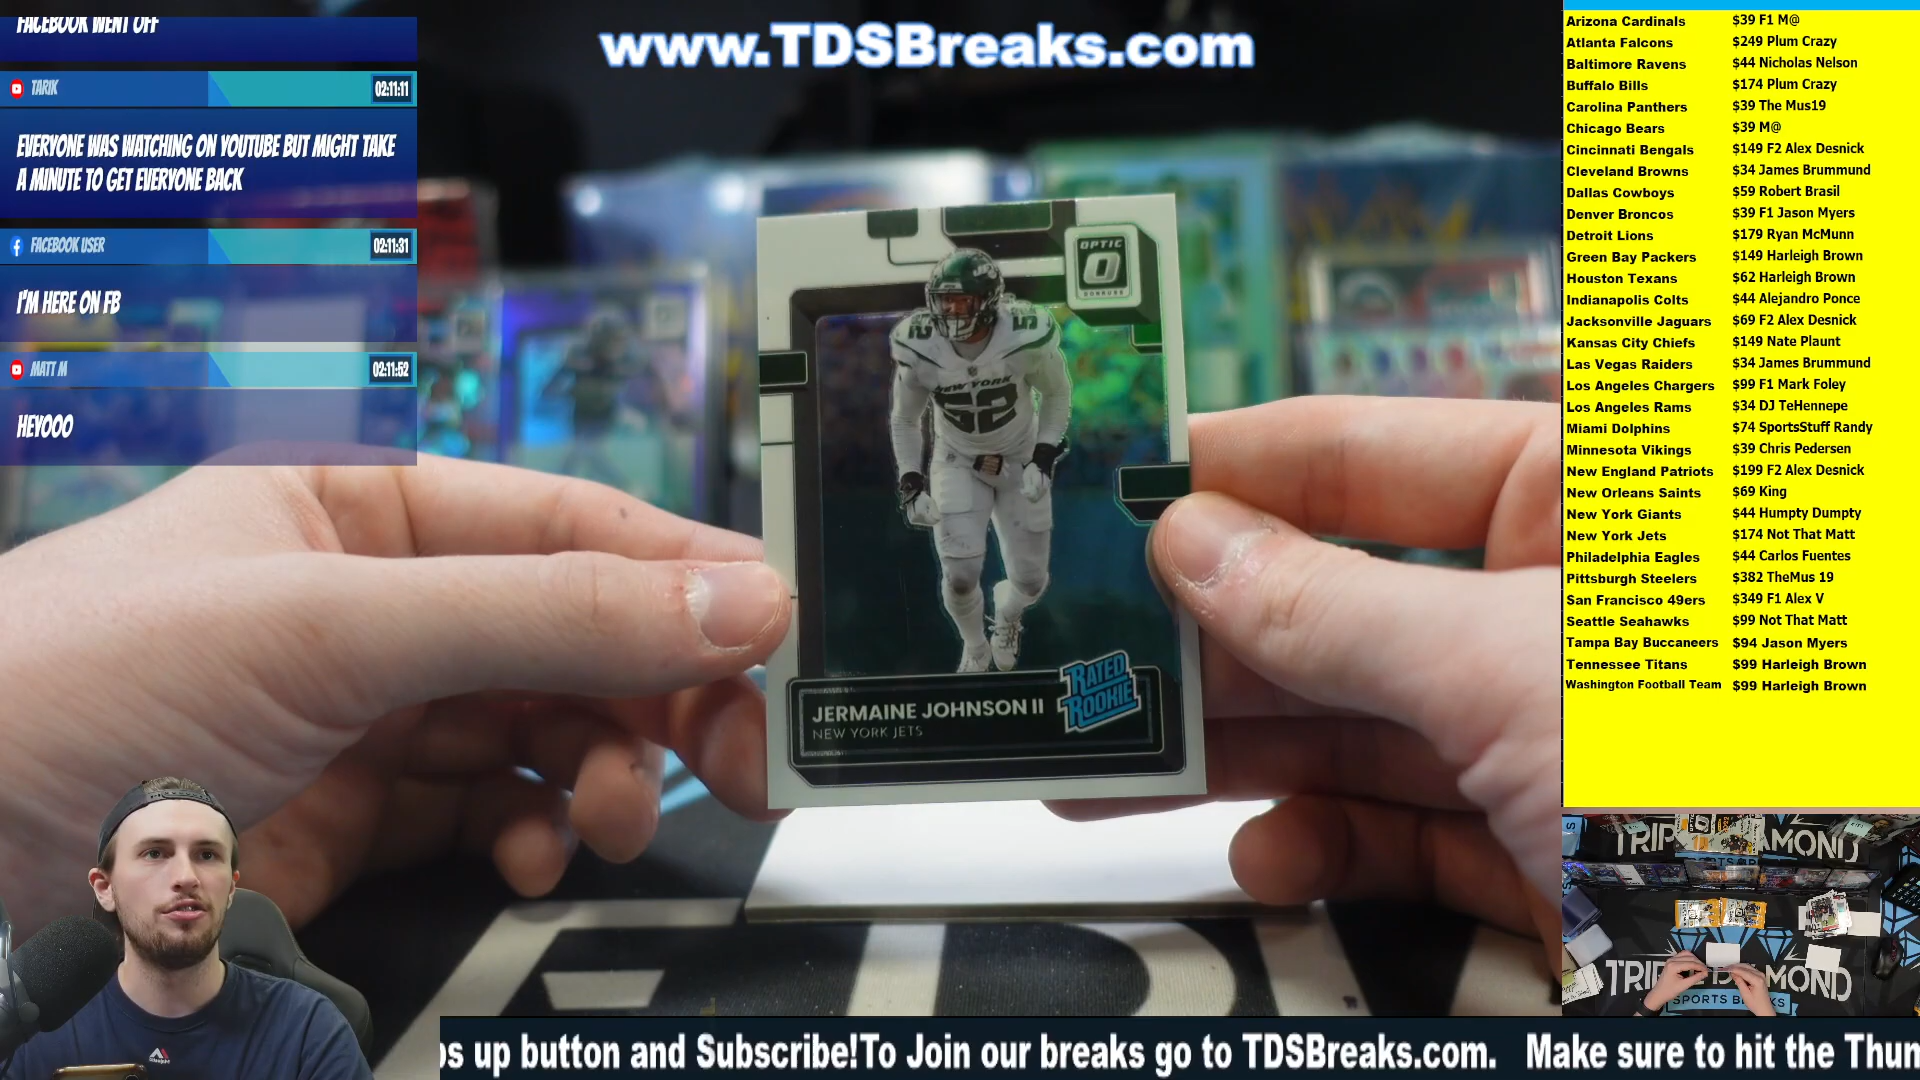 FACEBOOK WENT OFF
TARIK
02:11:11
EVERYONE WAS WATCHING ON YOUTUBE BUT MIGHT TAKE
A MINUTE TO GET EVERYONE BACK
FACEBOOK USER
02:11:31
I'M HERE ON FB
MATT M
02:11:52
HEYOOO
www.TDSBreaks.com
OPTIC
DONRUSS
52
NEW YORK
52
RATED
ROOKIE
JERMAINE JOHNSON II
NEW YORK JETS
Arizona Cardinals $39 F1 M@
Atlanta Falcons $249 Plum Crazy
Baltimore Ravens $44 Nicholas Nelson
Buffalo Bills $174 Plum Crazy
Carolina Panthers $39 The Mus19
Chicago Bears $39 M@
Cincinnati Bengals $149 F2 Alex Desnick
Cleveland Browns $34 James Brummund
Dallas Cowboys $59 Robert Brasil
Denver Broncos $39 F1 Jason Myers
Detroit Lions $179 Ryan McMunn
Green Bay Packers $149 Harleigh Brown
Houston Texans $62 Harleigh Brown
Indianapolis Colts $44 Alejandro Ponce
Jacksonville Jaguars $69 F2 Alex Desnick
Kansas City Chiefs $149 Nate Plaunt
Las Vegas Raiders $34 James Brummund
Los Angeles Chargers $99 F1 Mark Foley
Los Angeles Rams $34 DJ TeHennepe
Miami Dolphins $74 SportsStuff Randy
Minnesota Vikings $39 Chris Pedersen
New England Patriots $199 F2 Alex Desnick
New Orleans Saints $69 King
New York Giants $44 Humpty Dumpty
New York Jets $174 Not That Matt
Philadelphia Eagles $44 Carlos Fuentes
Pittsburgh Steelers $382 TheMus 19
San Francisco 49ers $349 F1 Alex V
Seattle Seahawks $99 Not That Matt
Tampa Bay Buccaneers $94 Jason Myers
Tennessee Titans $99 Harleigh Brown
Washington Football Team $99 Harleigh Brown
SPORTS BREAKS
ps up button and Subscribe!To Join our breaks go to TDSBreaks.com. Make sure to hit the Thum